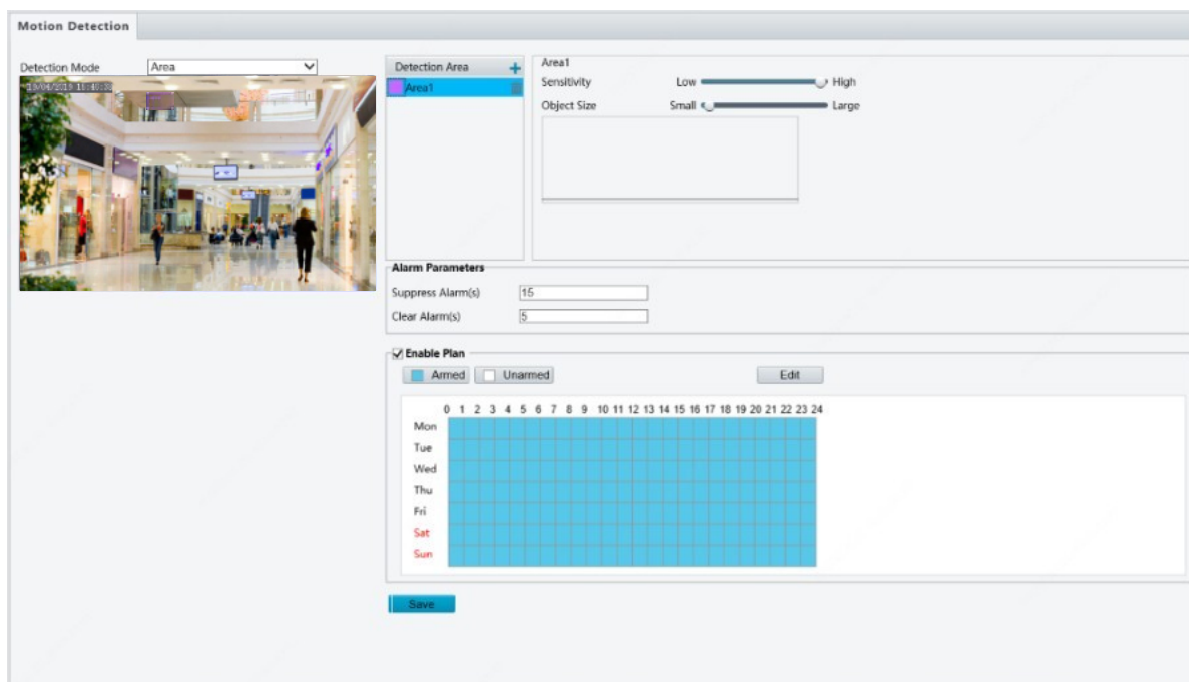 Motion Detection
Detection Mode Area
Detection Area
Area1
Area1
Sensitivity Low High
Object Size Small Large
Alarm Parameters
Suppress Alarm(s) 15
Clear Alarm(s) 5
Enable Plan
Armed Unarmed Edit
0 1 2 3 4 5 6 7 8 9 10 11 12 13 14 15 16 17 18 19 20 21 22 23 24
Mon
Tue
Wed
Thu
Fri
Sat
Sun
Save